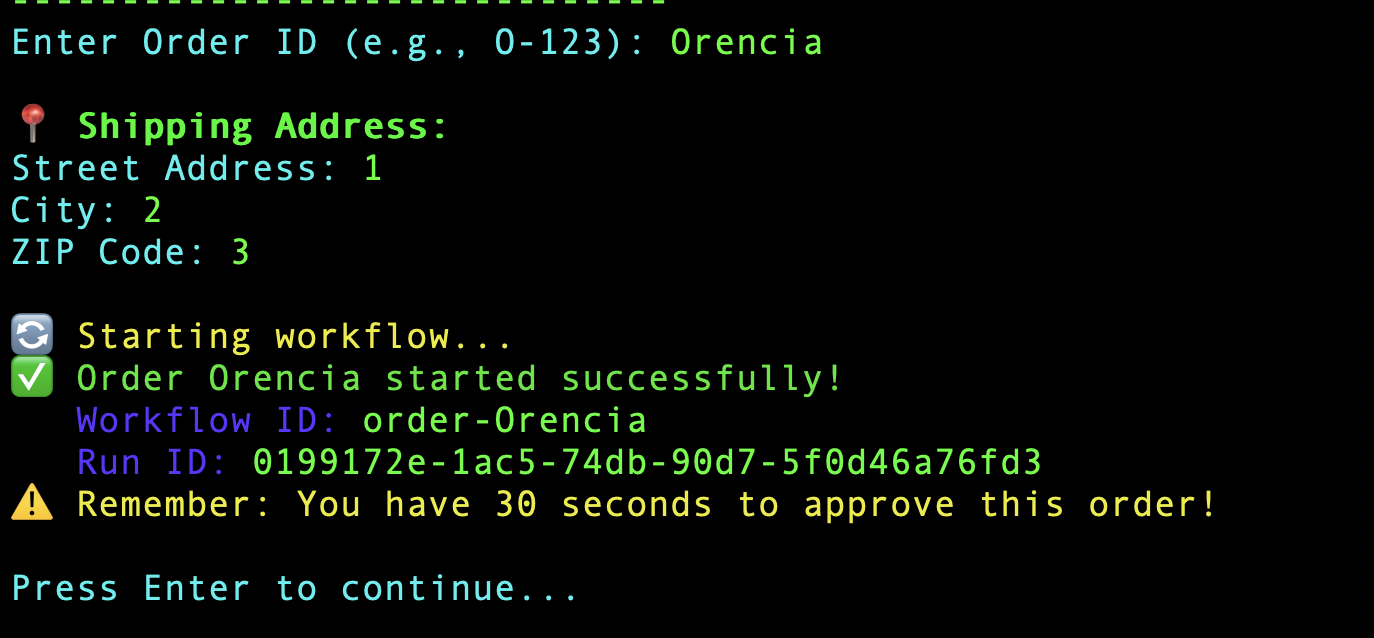 Enter Order ID (e.g., O-123): Orencia
Shipping Address:
Street Address: 1
City: 2
ZIP Code: 3
Starting workflow...
Order Orencia started successfully!
Workflow ID: order-Orencia
Run ID: 0199172e-1ac5-74db-90d7-5f0d46a76fd3
Remember: You have 30 seconds to approve this order!
Press Enter to continue...